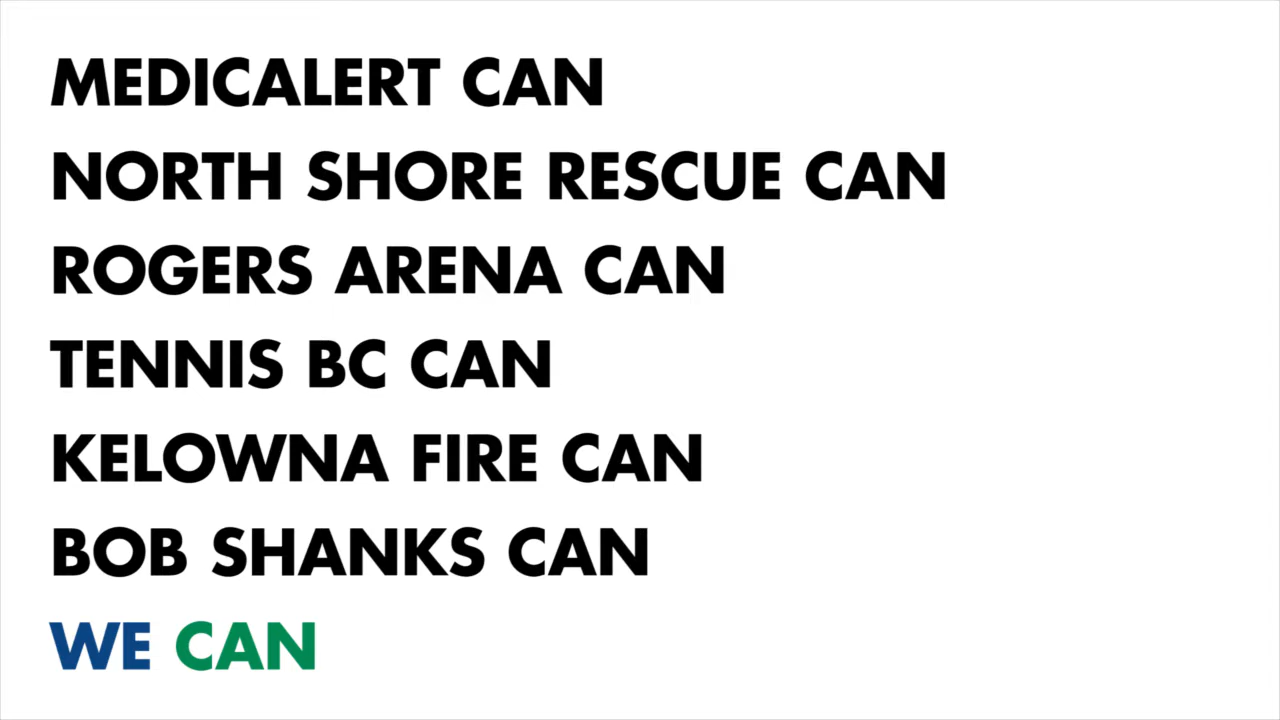 MEDICALERT CAN
NORTH SHORE RESCUE CAN
ROGERS ARENA CAN
TENNIS BC CAN
KELOWNA FIRE CAN
BOB SHANKS CAN
WE CAN